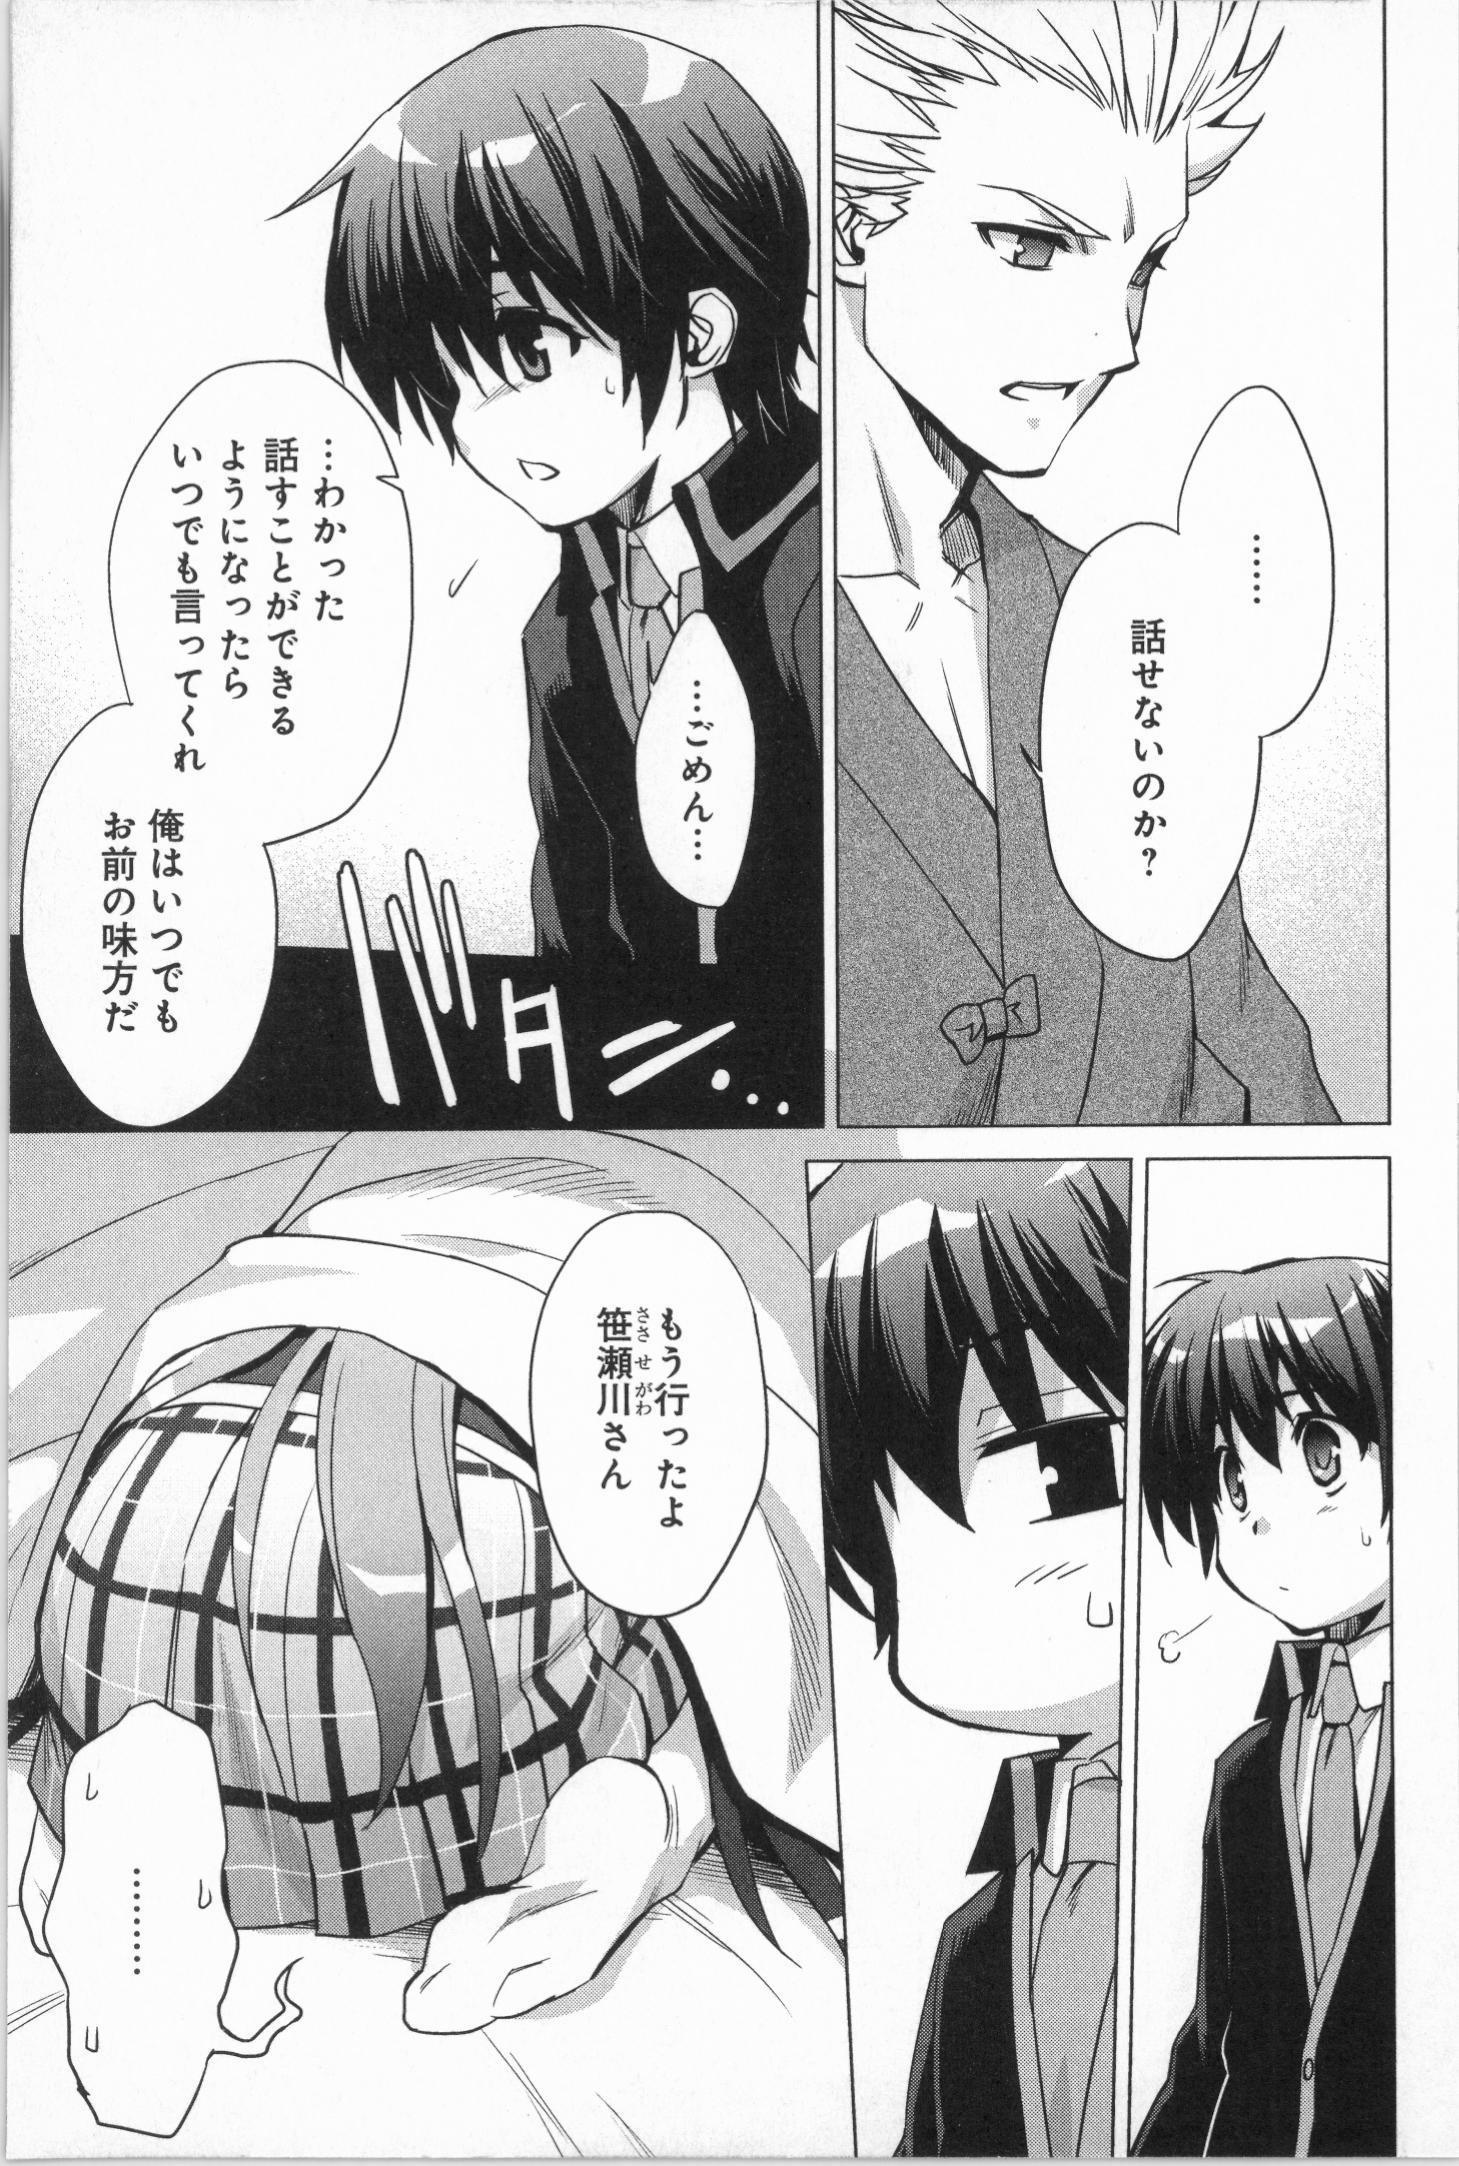 ……
話せないのか?
…ごめん…
…わかった
話すことができる
ようになったら
いつでも言ってくれ
俺はいつでも
お前の味方だ
バタン…
もう行ったよ
笹瀬川さん
ささせがわ
………